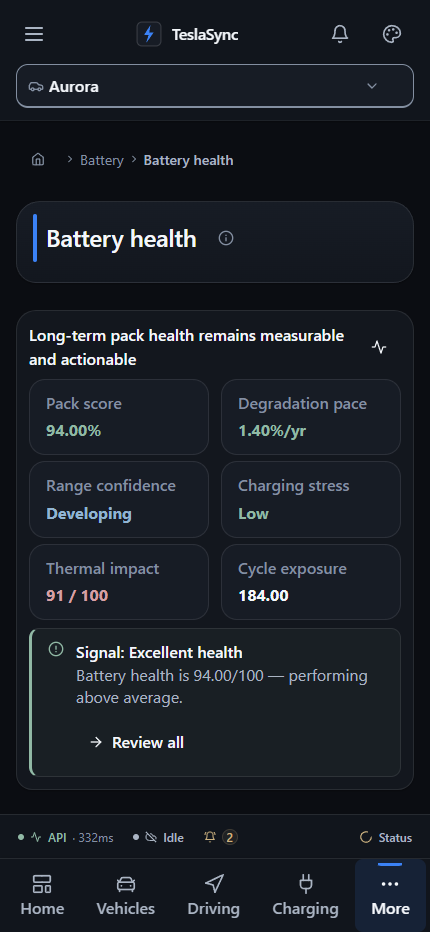 TeslaSync
Aurora
Battery
Battery health
Battery health
Long-term pack health remains measurable
and actionable
Pack score
94.00%
Degradation pace
1.40%/yr
Range confidence
Developing
Charging stress
Low
Thermal impact
91 / 100
Cycle exposure
184.00
Signal: Excellent health
Battery health is 94.00/100 — performing
above average.
Review all
API · 332ms
Idle
2
Status
Home
Vehicles
Driving
Charging
More